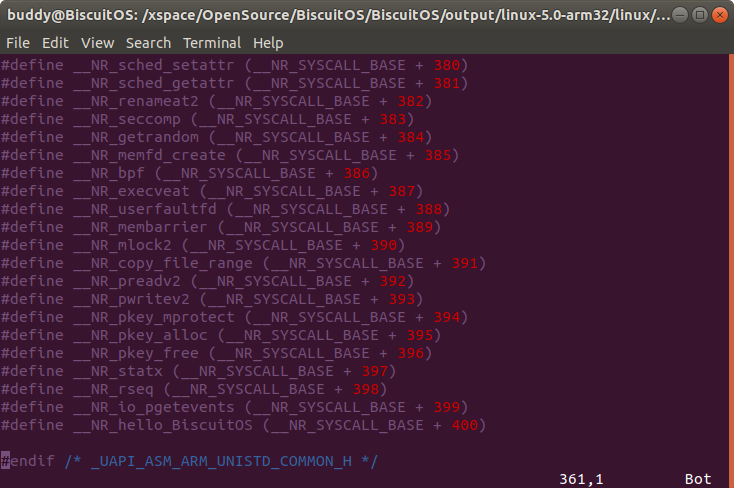 buddy@BiscuitOS: /xspace/OpenSource/BiscuitOS/BiscuitOS/output/linux-5.0-arm32/linux/...
File Edit View Search Terminal Help
#define __NR_sched_setattr (__NR_SYSCALL_BASE + 380)
#define __NR_sched_getattr (__NR_SYSCALL_BASE + 381)
#define __NR_renameat2 (__NR_SYSCALL_BASE + 382)
#define __NR_seccomp (__NR_SYSCALL_BASE + 383)
#define __NR_getrandom (__NR_SYSCALL_BASE + 384)
#define __NR_memfd_create (__NR_SYSCALL_BASE + 385)
#define __NR_bpf (__NR_SYSCALL_BASE + 386)
#define __NR_execveat (__NR_SYSCALL_BASE + 387)
#define __NR_userfaultfd (__NR_SYSCALL_BASE + 388)
#define __NR_membarrier (__NR_SYSCALL_BASE + 389)
#define __NR_mlock2 (__NR_SYSCALL_BASE + 390)
#define __NR_copy_file_range (__NR_SYSCALL_BASE + 391)
#define __NR_preadv2 (__NR_SYSCALL_BASE + 392)
#define __NR_pwritev2 (__NR_SYSCALL_BASE + 393)
#define __NR_pkey_mprotect (__NR_SYSCALL_BASE + 394)
#define __NR_pkey_alloc (__NR_SYSCALL_BASE + 395)
#define __NR_pkey_free (__NR_SYSCALL_BASE + 396)
#define __NR_statx (__NR_SYSCALL_BASE + 397)
#define __NR_rseq (__NR_SYSCALL_BASE + 398)
#define __NR_io_pgetevents (__NR_SYSCALL_BASE + 399)
#define __NR_hello_BiscuitOS (__NR_SYSCALL_BASE + 400)
#endif /* _UAPI_ASM_ARM_UNISTD_COMMON_H */
361,1 Bot